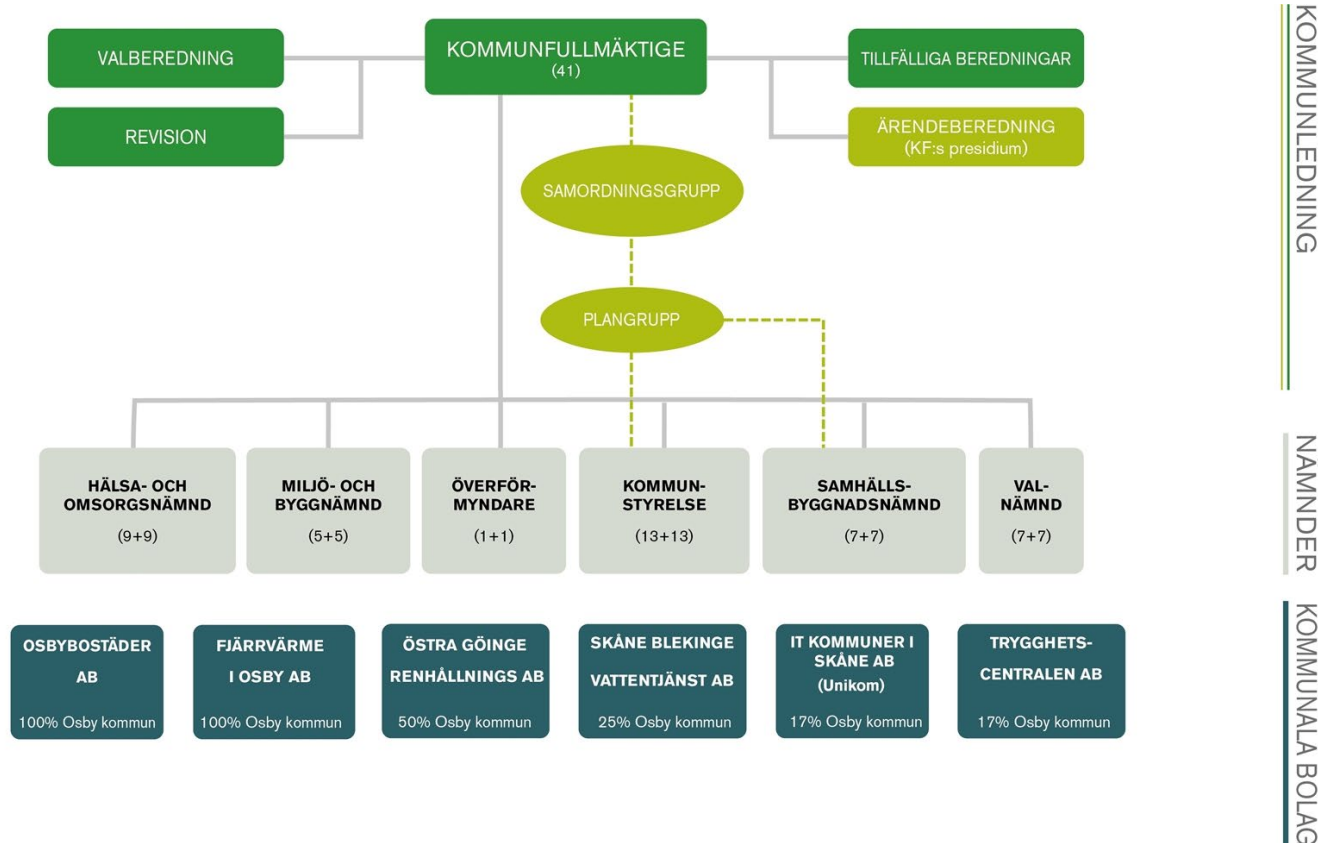 VALBEREDNING
KOMMUNFULLMÄKTIGE
(41)
TILLFÄLLIGA BEREDNINGAR
REVISION
ÄRENDEBEREDNING
(KF:s presidium)
SAMORDNINGSGRUPP
PLANGRUPP
KOMMUNLEDNING
HÄLSA- OCH
OMSORGSNÄMND
(9+9)
MILJÖ- OCH
BYGGNÄMND
(5+5)
ÖVERFÖR-
MYNDARE
(1+1)
KOMMUN-
STYRELSE
(13+13)
SAMHÄLLS-
BYGGNADSNÄMND
(7+7)
VAL-
NÄMND
(7+7)
NÄMNDER
OSBYBOSTÄDER
AB
100% Osby kommun
FJÄRRVÄRME
I OSBY AB
100% Osby kommun
ÖSTRA GÖINGE
RENHÅLLNINGS AB
50% Osby kommun
SKÅNE BLEKINGE
VATTENTJÄNST AB
25% Osby kommun
IT KOMMUNER I
SKÅNE AB
(Unikom)
17% Osby kommun
TRYGGHETS-
CENTRALEN AB
17% Osby kommun
KOMMUNALA BOLAG